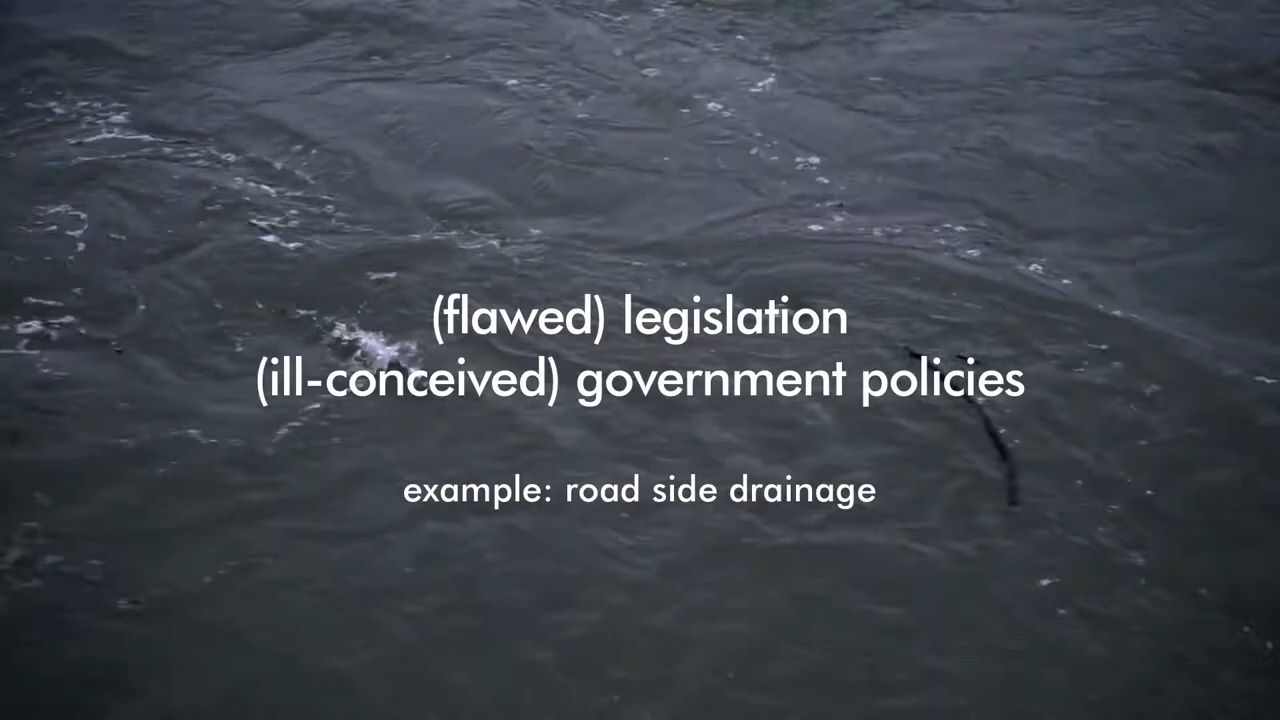 (flawed) legislation
(ill-conceived) government policies
example: road side drainage